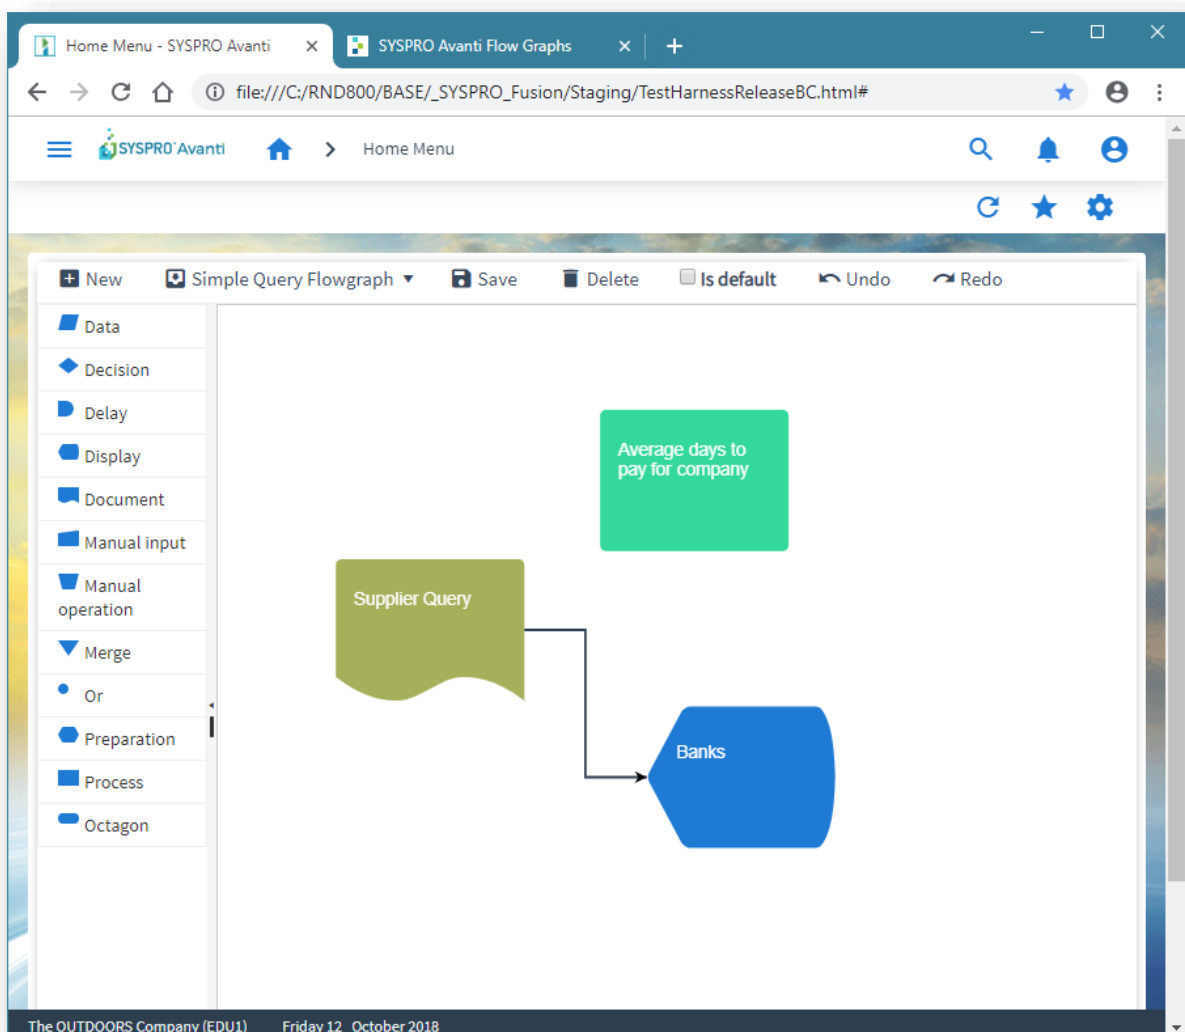 Home Menu - SYSPRO Avanti
SYSPRO Avanti Flow Graphs
file:///C:/RND800/BASE/_SYSPRO_Fusion/Staging/TestHarnessReleaseBC.html#
SYSPRO Avanti
Home Menu
New
Simple Query Flowgraph
Save
Delete
Is default
Undo
Redo
Data
Decision
Delay
Display
Document
Manual input
Manual
operation
Merge
Or
Preparation
Process
Octagon
Average days to
pay for company
Supplier Query
Banks
The OUTDOORS Company (EDU1)
Friday 12 October 2018